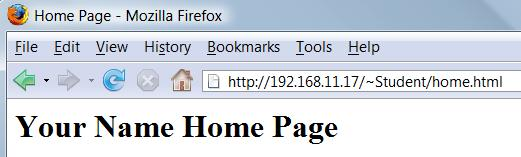 Home Page - Mozilla Firefox
File Edit View History Bookmarks Tools Help
http://192.168.11.17/~Student/home.html
Your Name Home Page